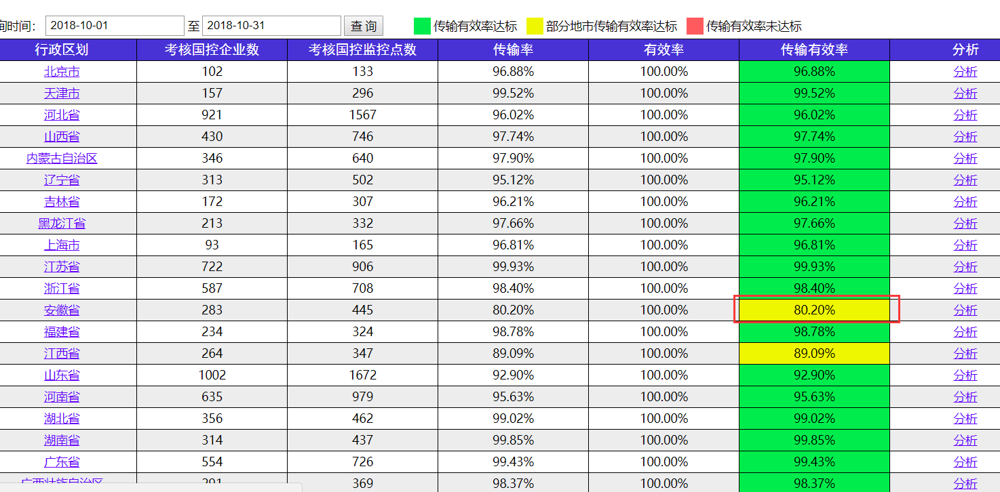 询时间： 2018-10-01 至 2018-10-31 查 询 传输有效率达标 部分地市传输有效率达标 传输有效率未达标
行政区划 考核国控企业数 考核国控监控点数 传输率 有效率 传输有效率 分析
北京市 102 133 96.88% 100.00% 96.88% 分析
天津市 157 296 99.52% 100.00% 99.52% 分析
河北省 921 1567 96.02% 100.00% 96.02% 分析
山西省 430 746 97.74% 100.00% 97.74% 分析
内蒙古自治区 346 640 97.90% 100.00% 97.90% 分析
辽宁省 313 502 95.12% 100.00% 95.12% 分析
吉林省 172 307 96.21% 100.00% 96.21% 分析
黑龙江省 213 332 97.66% 100.00% 97.66% 分析
上海市 93 165 96.81% 100.00% 96.81% 分析
江苏省 722 906 99.93% 100.00% 99.93% 分析
浙江省 587 708 98.40% 100.00% 98.40% 分析
安徽省 283 445 80.20% 100.00% 80.20% 分析
福建省 234 324 98.78% 100.00% 98.78% 分析
江西省 264 347 89.09% 100.00% 89.09% 分析
山东省 1002 1672 92.90% 100.00% 92.90% 分析
河南省 635 979 95.63% 100.00% 95.63% 分析
湖北省 356 462 99.02% 100.00% 99.02% 分析
湖南省 314 437 99.85% 100.00% 99.85% 分析
广东省 554 726 99.43% 100.00% 99.43% 分析
广西壮族自治区 369 98.37% 100.00% 98.37% 分析